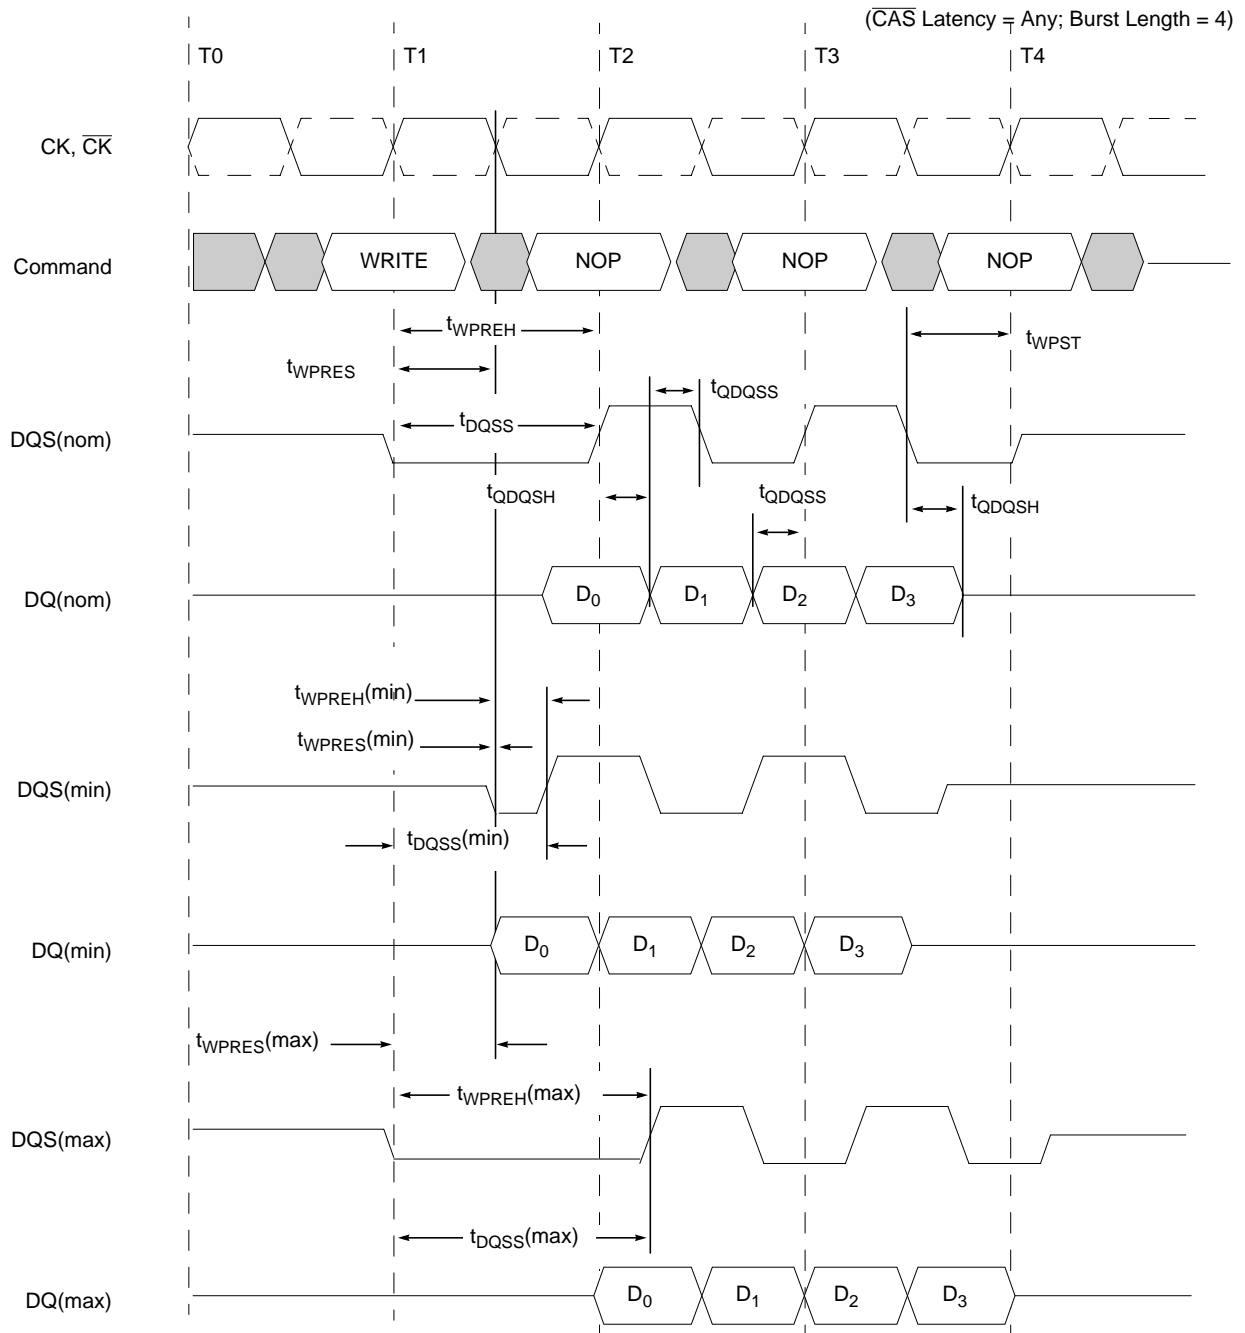 (CAS Latency = Any; Burst Length = 4)
T0 T1 T2 T3 T4
CK, CK
Command WRITE NOP NOP NOP
tWPREH
tWPST
tWPRES
tQDQSS
DQS(nom) tDQSS
tQDQSH tQDQSS tQDQSH
DQ(nom) D0 D1 D2 D3
tWPREH(min)
tWPRES(min)
DQS(min)
tDQSS(min)
DQ(min) D0 D1 D2 D3
tWPRES(max)
tWPREH(max)
DQS(max)
tDQSS(max)
DQ(max) D0 D1 D2 D3